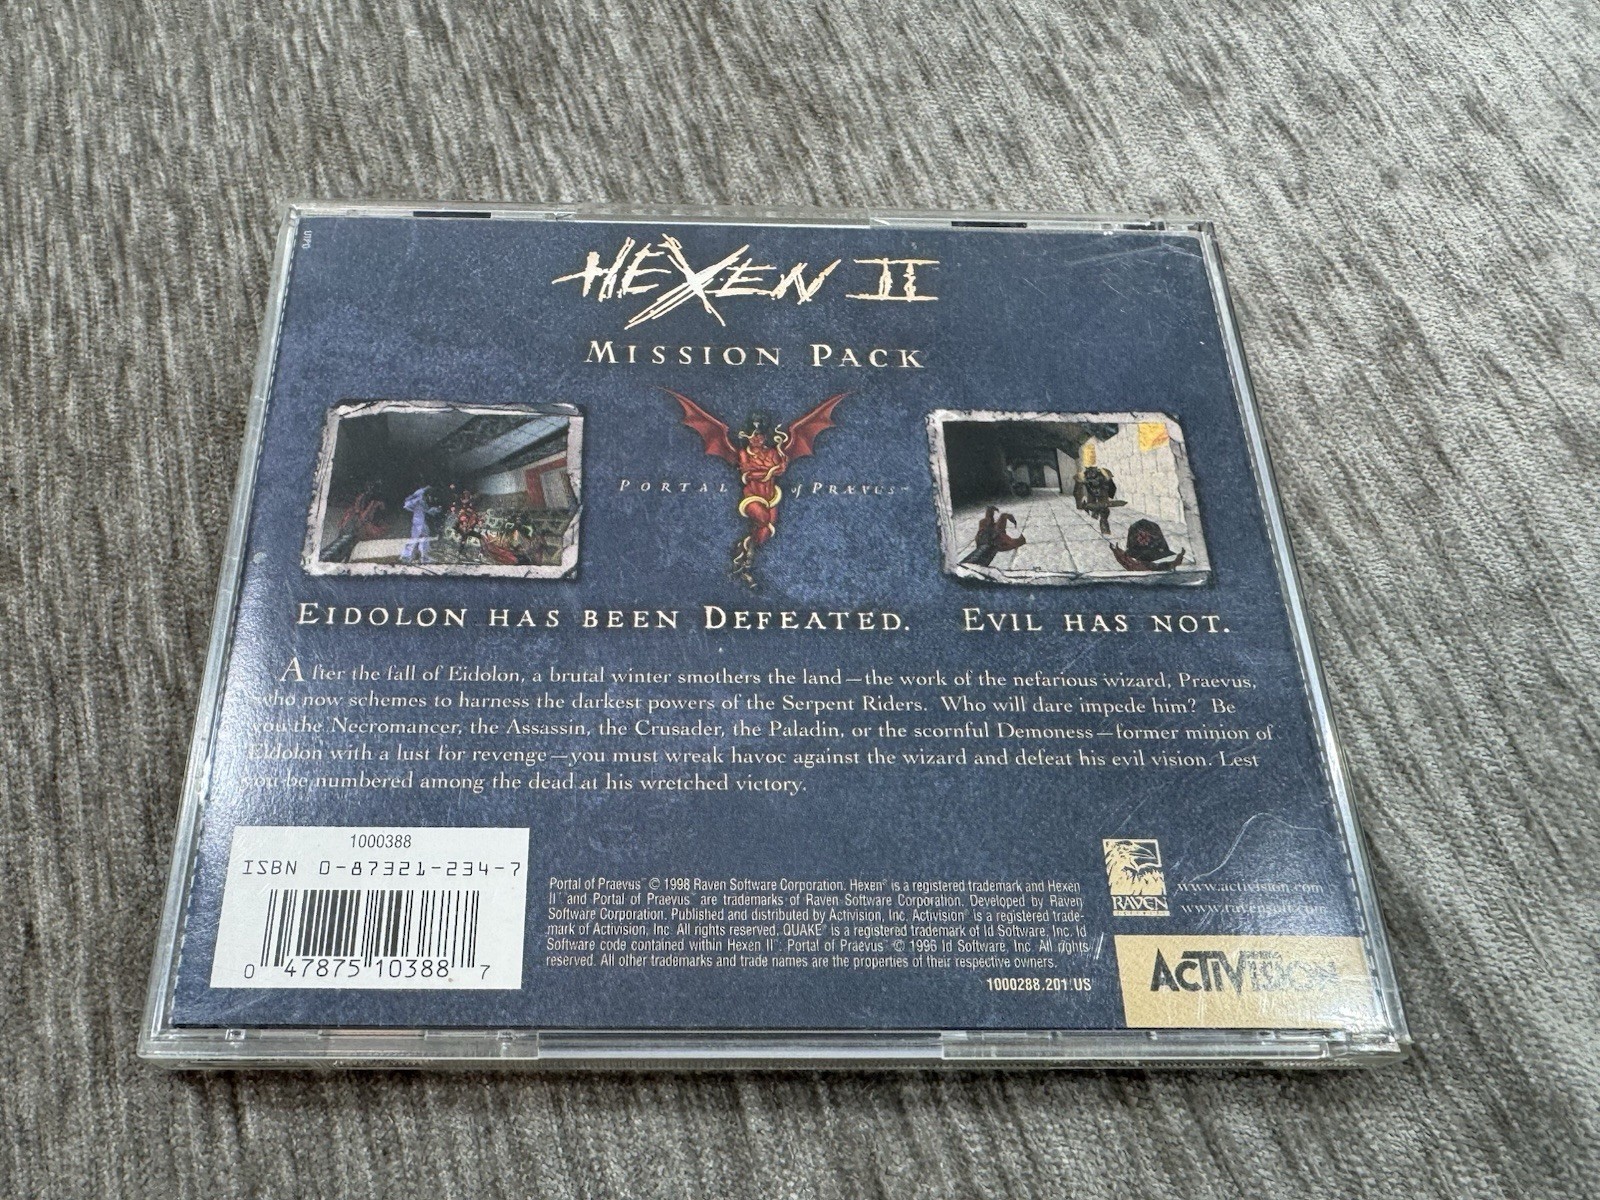 UTPD
HEXEN II
MISSION PACK
PORTAL of PRÆVUS™
EIDOLON HAS BEEN DEFEATED. EVIL HAS NOT.
After the fall of Eidolon, a brutal winter smothers the land—the work of the nefarious wizard, Praevus,
who now schemes to harness the darkest powers of the Serpent Riders. Who will dare impede him? Be
you the Necromancer, the Assassin, the Crusader, the Paladin, or the scornful Demoness—former minion of
Eidolon with a lust for revenge—you must wreak havoc against the wizard and defeat his evil vision. Lest
you be numbered among the dead at his wretched victory.
1000388
ISBN 0-87321-234-7
0 47875 10388 7
Portal of Praevus™ © 1998 Raven Software Corporation. Hexen® is a registered trademark and Hexen
II™ and Portal of Praevus™ are trademarks of Raven Software Corporation. Developed by Raven
Software Corporation. Published and distributed by Activision, Inc. Activision® is a registered trade-
mark of Activision, Inc. All rights reserved. QUAKE® is a registered trademark of Id Software, Inc. Id
Software code contained within Hexen II™: Portal of Praevus™ © 1996 Id Software, Inc. All rights
reserved. All other trademarks and trade names are the properties of their respective owners.
1000288.201.US
RAVEN
SOFTWARE
www.activision.com
www.ravensoft.com
ACTIVISION